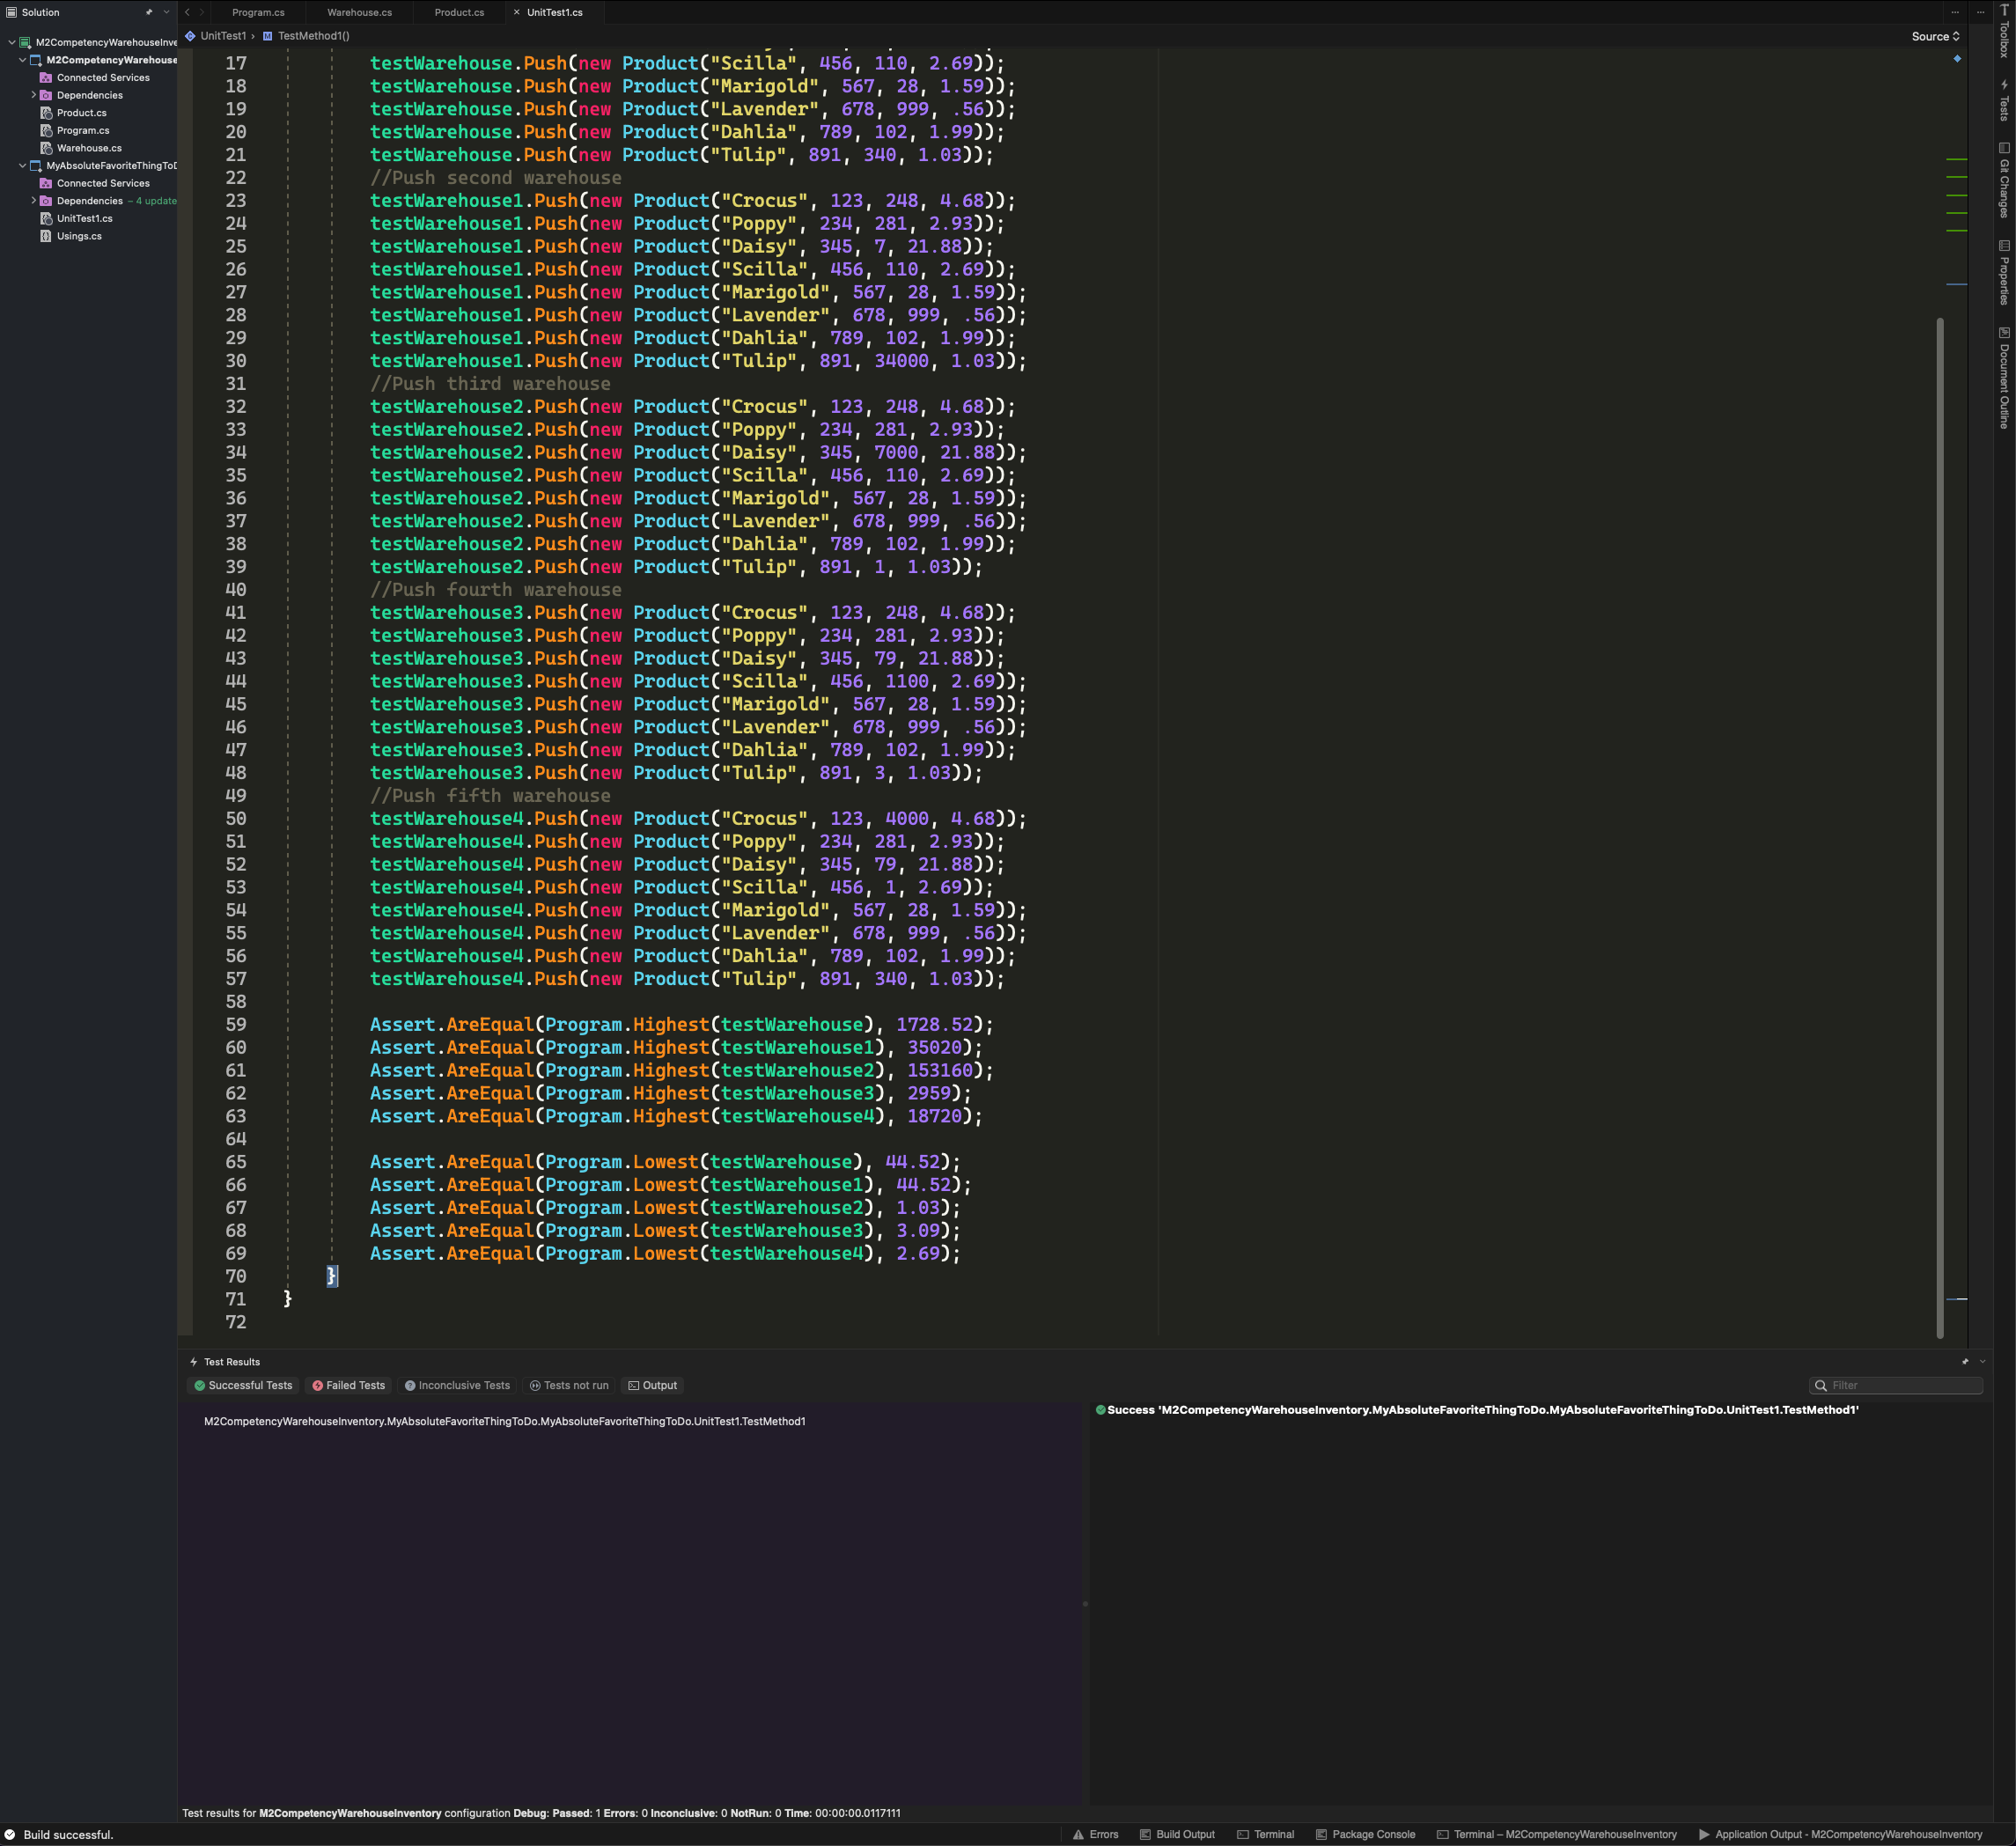 Solution
Program.cs Warehouse.cs Product.cs × UnitTest1.cs
UnitTest1 › M TestMethod1()
Source
M2CompetencyWarehouseInve
M2CompetencyWarehouse
Connected Services
Dependencies
Product.cs
Program.cs
Warehouse.cs
MyAbsoluteFavoriteThingToD
Connected Services
Dependencies – 4 update
UnitTest1.cs
Usings.cs
17 testWarehouse.Push(new Product("Scilla", 456, 110, 2.69));
18 testWarehouse.Push(new Product("Marigold", 567, 28, 1.59));
19 testWarehouse.Push(new Product("Lavender", 678, 999, .56));
20 testWarehouse.Push(new Product("Dahlia", 789, 102, 1.99));
21 testWarehouse.Push(new Product("Tulip", 891, 340, 1.03));
22 //Push second warehouse
23 testWarehouse1.Push(new Product("Crocus", 123, 248, 4.68));
24 testWarehouse1.Push(new Product("Poppy", 234, 281, 2.93));
25 testWarehouse1.Push(new Product("Daisy", 345, 7, 21.88));
26 testWarehouse1.Push(new Product("Scilla", 456, 110, 2.69));
27 testWarehouse1.Push(new Product("Marigold", 567, 28, 1.59));
28 testWarehouse1.Push(new Product("Lavender", 678, 999, .56));
29 testWarehouse1.Push(new Product("Dahlia", 789, 102, 1.99));
30 testWarehouse1.Push(new Product("Tulip", 891, 34000, 1.03));
31 //Push third warehouse
32 testWarehouse2.Push(new Product("Crocus", 123, 248, 4.68));
33 testWarehouse2.Push(new Product("Poppy", 234, 281, 2.93));
34 testWarehouse2.Push(new Product("Daisy", 345, 7000, 21.88));
35 testWarehouse2.Push(new Product("Scilla", 456, 110, 2.69));
36 testWarehouse2.Push(new Product("Marigold", 567, 28, 1.59));
37 testWarehouse2.Push(new Product("Lavender", 678, 999, .56));
38 testWarehouse2.Push(new Product("Dahlia", 789, 102, 1.99));
39 testWarehouse2.Push(new Product("Tulip", 891, 1, 1.03));
40 //Push fourth warehouse
41 testWarehouse3.Push(new Product("Crocus", 123, 248, 4.68));
42 testWarehouse3.Push(new Product("Poppy", 234, 281, 2.93));
43 testWarehouse3.Push(new Product("Daisy", 345, 79, 21.88));
44 testWarehouse3.Push(new Product("Scilla", 456, 1100, 2.69));
45 testWarehouse3.Push(new Product("Marigold", 567, 28, 1.59));
46 testWarehouse3.Push(new Product("Lavender", 678, 999, .56));
47 testWarehouse3.Push(new Product("Dahlia", 789, 102, 1.99));
48 testWarehouse3.Push(new Product("Tulip", 891, 3, 1.03));
49 //Push fifth warehouse
50 testWarehouse4.Push(new Product("Crocus", 123, 4000, 4.68));
51 testWarehouse4.Push(new Product("Poppy", 234, 281, 2.93));
52 testWarehouse4.Push(new Product("Daisy", 345, 79, 21.88));
53 testWarehouse4.Push(new Product("Scilla", 456, 1, 2.69));
54 testWarehouse4.Push(new Product("Marigold", 567, 28, 1.59));
55 testWarehouse4.Push(new Product("Lavender", 678, 999, .56));
56 testWarehouse4.Push(new Product("Dahlia", 789, 102, 1.99));
57 testWarehouse4.Push(new Product("Tulip", 891, 340, 1.03));
58
59 Assert.AreEqual(Program.Highest(testWarehouse), 1728.52);
60 Assert.AreEqual(Program.Highest(testWarehouse1), 35020);
61 Assert.AreEqual(Program.Highest(testWarehouse2), 153160);
62 Assert.AreEqual(Program.Highest(testWarehouse3), 2959);
63 Assert.AreEqual(Program.Highest(testWarehouse4), 18720);
64
65 Assert.AreEqual(Program.Lowest(testWarehouse), 44.52);
66 Assert.AreEqual(Program.Lowest(testWarehouse1), 44.52);
67 Assert.AreEqual(Program.Lowest(testWarehouse2), 1.03);
68 Assert.AreEqual(Program.Lowest(testWarehouse3), 3.09);
69 Assert.AreEqual(Program.Lowest(testWarehouse4), 2.69);
70 }
71 }
72
Toolbox
Tests
Git Changes
Properties
Document Outline
Test Results
Successful Tests Failed Tests Inconclusive Tests Tests not run Output Filter
M2CompetencyWarehouseInventory.MyAbsoluteFavoriteThingToDo.MyAbsoluteFavoriteThingToDo.UnitTest1.TestMethod1
Success 'M2CompetencyWarehouseInventory.MyAbsoluteFavoriteThingToDo.MyAbsoluteFavoriteThingToDo.UnitTest1.TestMethod1'
Test results for M2CompetencyWarehouseInventory configuration Debug: Passed: 1 Errors: 0 Inconclusive: 0 NotRun: 0 Time: 00:00:00.0117111
Build successful. Errors Build Output Terminal Package Console Terminal – M2CompetencyWarehouseInventory Application Output - M2CompetencyWarehouseInventory